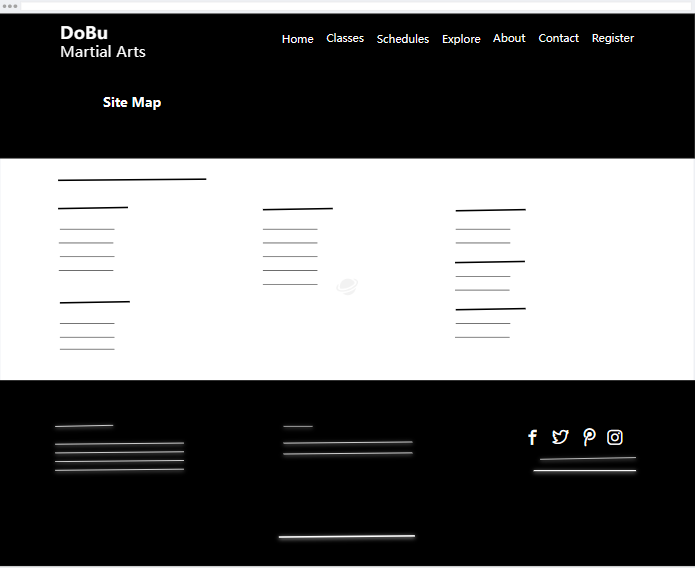 DoBu
Martial Arts
Home Classes Schedules Explore About Contact Register
Site Map